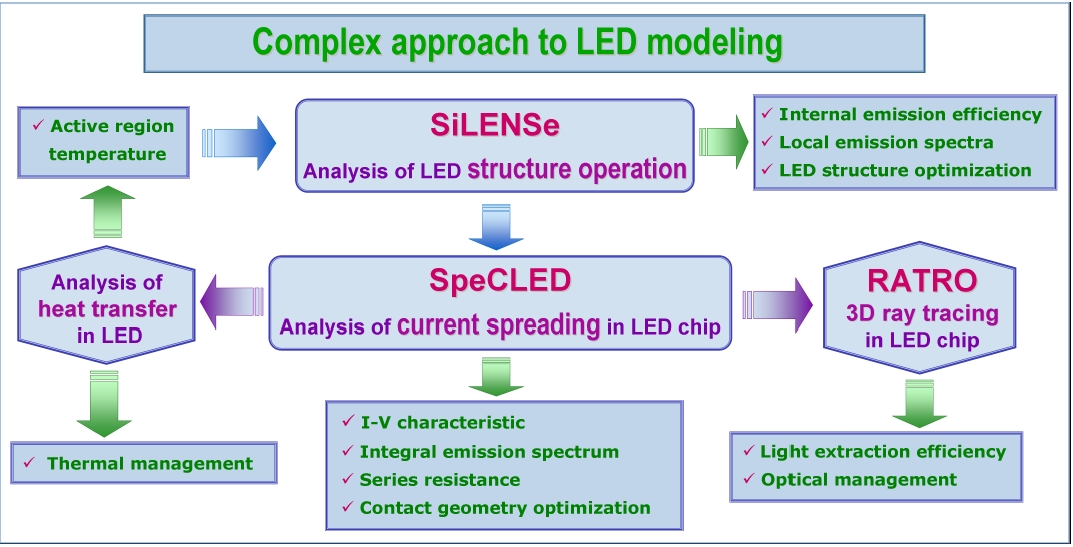 Complex approach to LED modeling
✓ Active region
temperature
SiLENSe
Analysis of LED structure operation
✓ Internal emission efficiency
✓ Local emission spectra
✓ LED structure optimization
Analysis of
heat transfer
in LED
SpeCLED
Analysis of current spreading in LED chip
RATRO
3D ray tracing
in LED chip
✓ Thermal management
✓ I-V characteristic
✓ Integral emission spectrum
✓ Series resistance
✓ Contact geometry optimization
✓ Light extraction efficiency
✓ Optical management